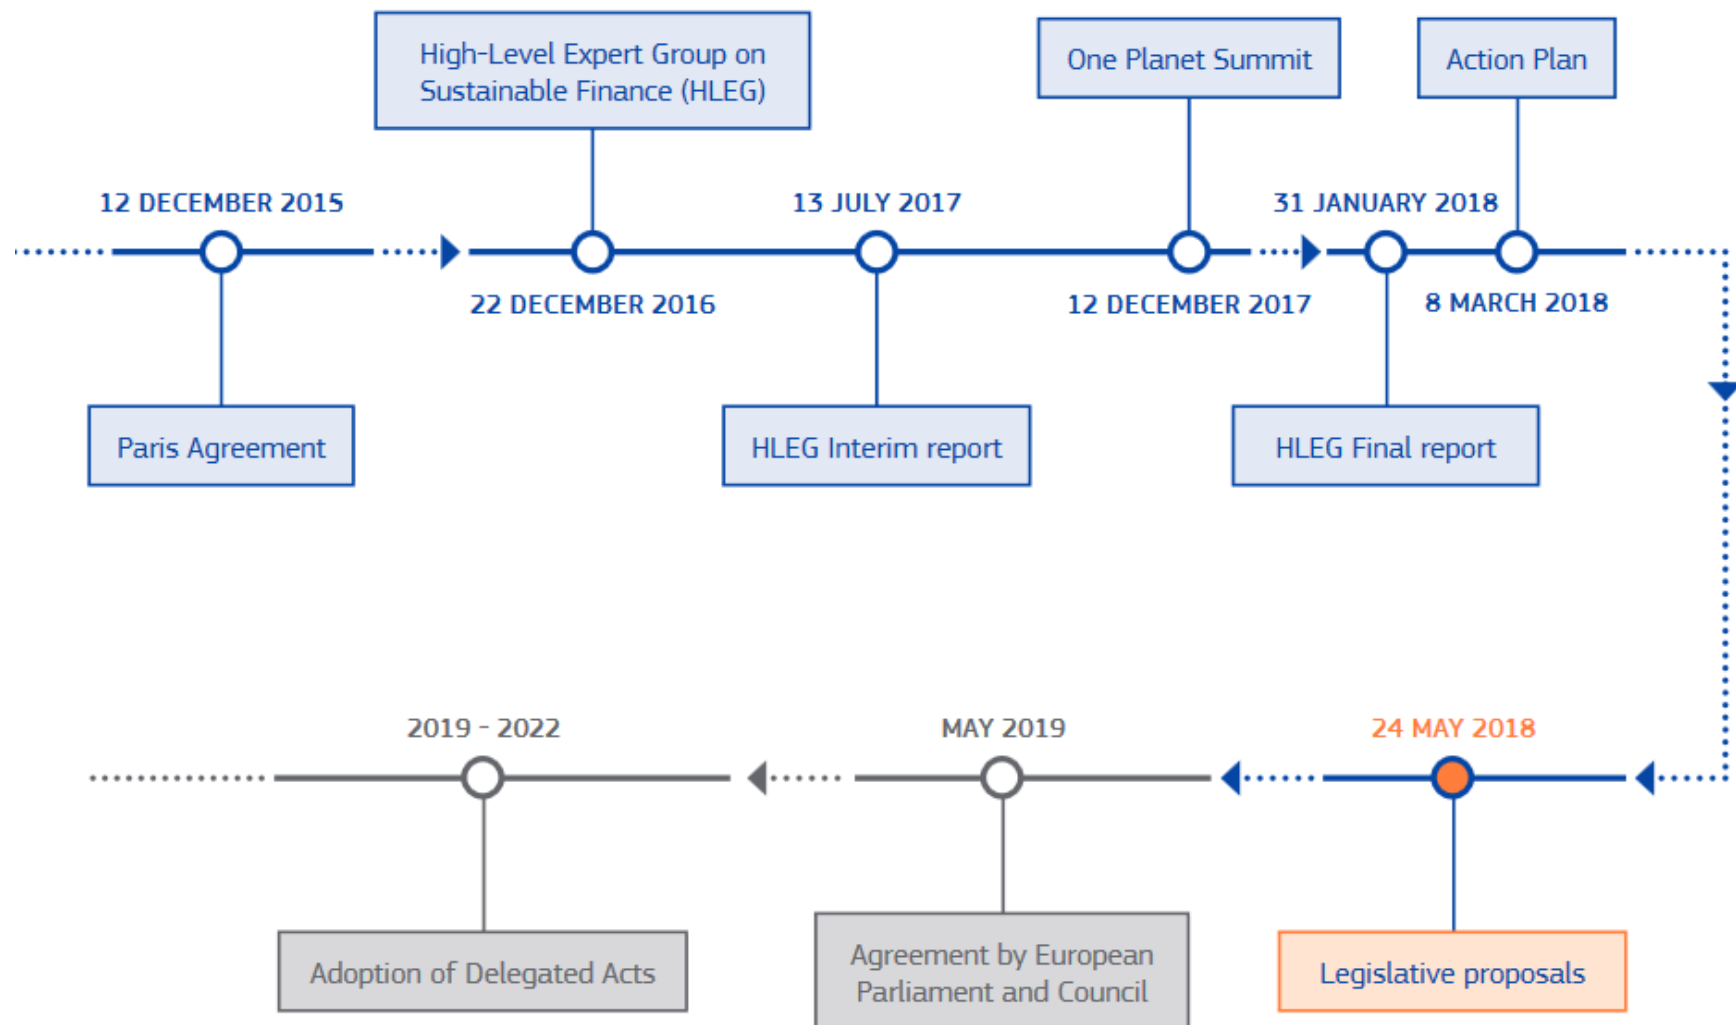 High-Level Expert Group on
Sustainable Finance (HLEG)
One Planet Summit
Action Plan
12 DECEMBER 2015
13 JULY 2017
31 JANUARY 2018
22 DECEMBER 2016
12 DECEMBER 2017
8 MARCH 2018
Paris Agreement
HLEG Interim report
HLEG Final report
2019 - 2022
MAY 2019
24 MAY 2018
Adoption of Delegated Acts
Agreement by European
Parliament and Council
Legislative proposals